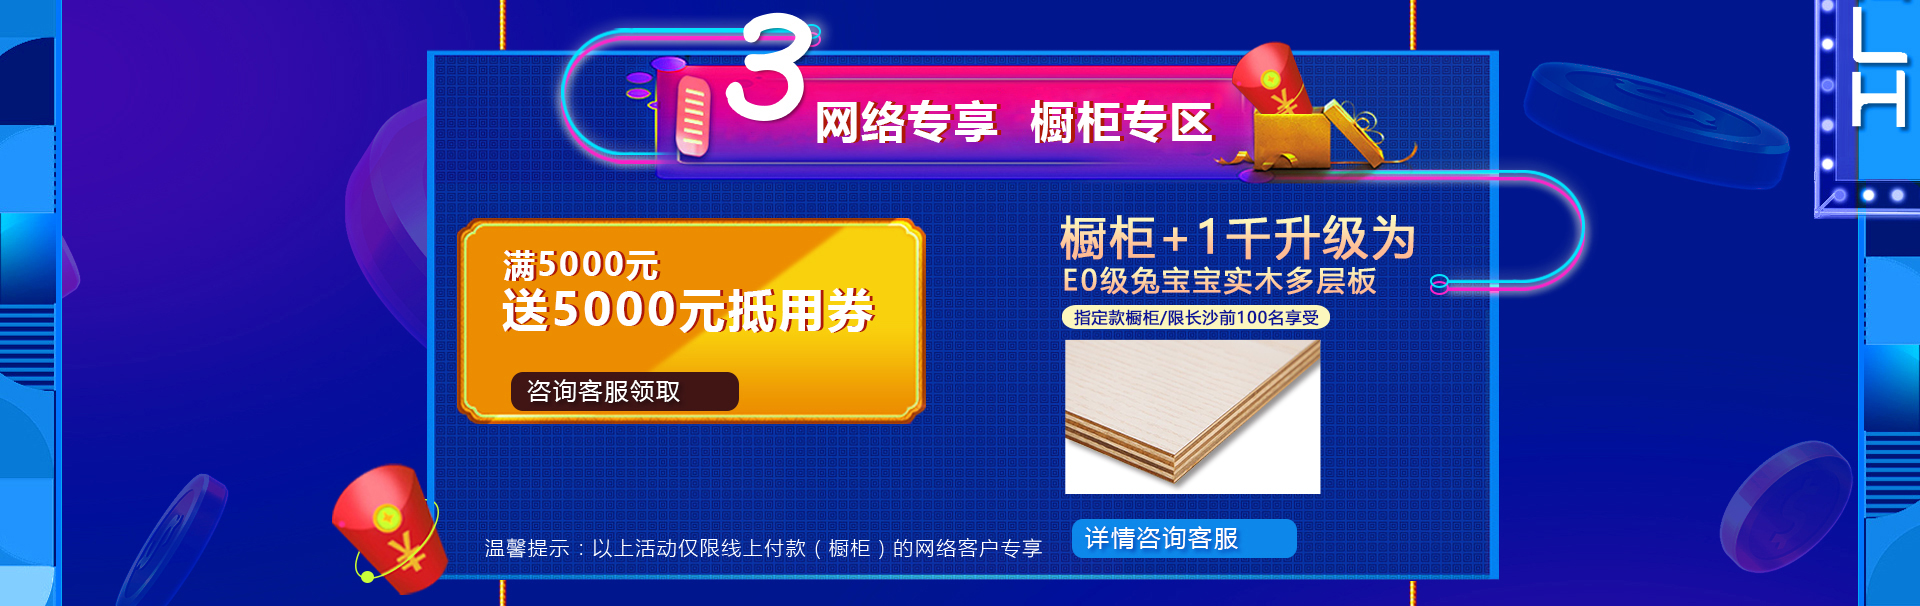 3
网络专享 橱柜专区
满5000元
送5000元抵用券
咨询客服领取
橱柜+1千升级为
E0级兔宝宝实木多层板
指定款橱柜/限长沙前100名享受
详情咨询客服
温馨提示：以上活动仅限线上付款（橱柜）的网络客户专享
L
H